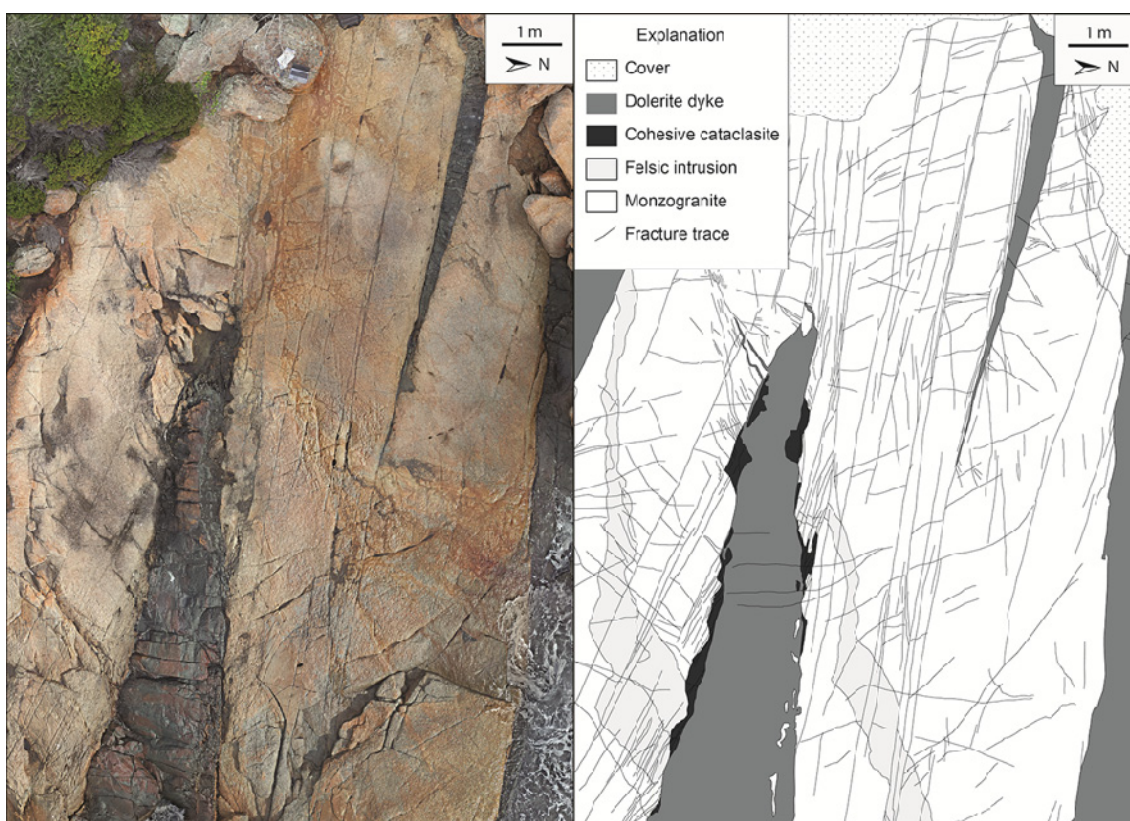 1 m
N
Explanation
Cover
Dolerite dyke
Cohesive cataclasite
Felsic intrusion
Monzogranite
Fracture trace
1 m
N